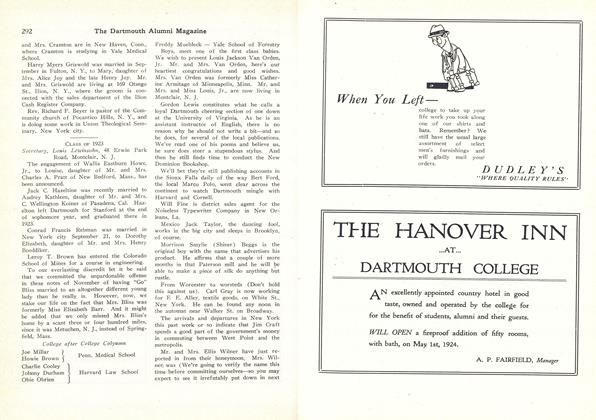 292 The Dartmouth Alumni Magazine
and Mrs. Cranston are in New Haven, Conn.,
where Cranston is studying in Yale Medical
School.
Harry Myers Griswold was married in Sep-
tember in Fulton, N. Y., to Mary, daughter of
Mrs. Alice Joy and the late Henry Joy. Mr.
and Mrs. Griswold are living at 169 Otsego
St., Ilion, N. Y., where the groom is con-
nected with the sales department of the Ilion
Cash Register Company.
Rev. Richard F. Beyer is pastor of the Com-
munity church of Pocantico Hills, N. Y., and
is doing some work in Union Theological Sem-
inary, New York city.
CLASS OF 1923
Secretary, Louis Lewinsohn, 48 Erwin Park
Road, Montclair, N. J.
The engagement of Wallis Eastburn Howe,
Jr., to Louise, daughter of Mr. and Mrs.
Charles A. Pratt of New Bedford, Mass., has
been announced.
Jack C. Hazeltine was recently married to
Audrey Kathleen, daughter of Mr. and Mrs.
C. Wellington Koiner of Pasadena, Cal. Haz-
eltine left Dartmouth for Stanford at the end
of sophomore year, and graduated there in
1923.
Conrad Francis Rebman was married in
New York city September 21, to Dorothy
Elizabeth, daughter of Mr. and Mrs. Henry
Boeddiker.
Leroy T. Brown has entered the Colorado
School of Mines for a course in engineering.
To our everlasting discredit let it be said
that we committed the unpardonable offense
in these notes of November of having "Go"
Bliss married to an altogether different young
lady than he really is. However, now, we
stake our life on the fact that Mrs. Bliss was
formerly Miss Elizabeth Barr. And it might
be added that we only missed Mrs. Bliss's
home by a scant three or four hundred miles,
since it was Metuchen, N. J., instead of Spring-
field, Mass.
College after College Column
Joe Millar
Howie Brown } Penn. Medical School
Charlie Cooley
Johnny Durham } Harvard Law School
Obie Obrien
Freddy Mueblock — Yale School of Forestry
Boys, meet one of the first class babies.
We wish to present Louis Jackson Van Orden,
Jr. Mr. and Mrs. Van Orden, here's our
heartiest congratulations and good wishes.
Mrs. Van Orden was formerly Miss Cather-
ine Armitage of Minneapolis, Minn. Mr. and
Mrs. and Miss Louis, Jr., are now living in
Montclair, N. J.
Gordon Lewis constitutes what he calls a
loyal Dartmouth cheering section of one down
at the University of Virginia. As he is an
assistant instructor of English, there is no
reason why he should not write a bit—and so
he does, for several of the local publications.
We've read one of his poems and believe us,
he sure does steer a stupendous stylus. And
then he still finds time to conduct the New
Dominion Bookshop.
We'll bet they're still publishing accounts in
the Sioux Falls daily of the way Bert Ford,
the local Marco Polo, went clear across the
continent to watch Dartmouth mingle with
Harvard and Cornell.
Will Fine is district sales agent for the
Noiseless Typewriter Company in New Or-
leans, La.
Mexico Jack Taylor, the dancing fool,
works in the big city and sleeps in Brooklyn,
of course.
Morrison Smylie (Shiner) Beggs is the
original boy with the name that advertises his
product. He affirms that a couple of more
months in that Paterson mill and he will be
able to make a piece of silk do anything but
rustle.
From Worcester to worsteds (Don't hold
this against us!). Carl Gray is now working
for F. E. Aller, textile goods, on White St.,
New York. He can be found any noon in
the automat near Walker St. on Broadway.
The arrivals and departures in New York
this past work or so indicate that Jim Craft
spends a good part of the government's money
in commuting between West Point and the
metropolis.
Mr. and Mrs. Ellis Wilner have just re-
ported in from their honeymoon, Mrs. Wil-
ner was (We're going to verify the name this
time before committing ourselves—so you may
expect to see it irrefutably put down in next
When You Left—
college to take up your
life work you took along
one of our shirts and
hats. Remember? We
still have the usual large
assortment of select
men's furnishings and
will gladly mail your
orders.
DUDLEY'S
"WHERE QUALITY RULES"
THE HANOVER INN
...AT...
DARTMOUTH COLLEGE
AN excellently appointed country hotel in good
taste, owned and operated by the college for
for the benefit of students, alumni and their guests.
WILL OPEN a fireproof addition of fifty rooms,
with bath, on May 1st, 1924.
A. P. FAIRFIELD, Manager